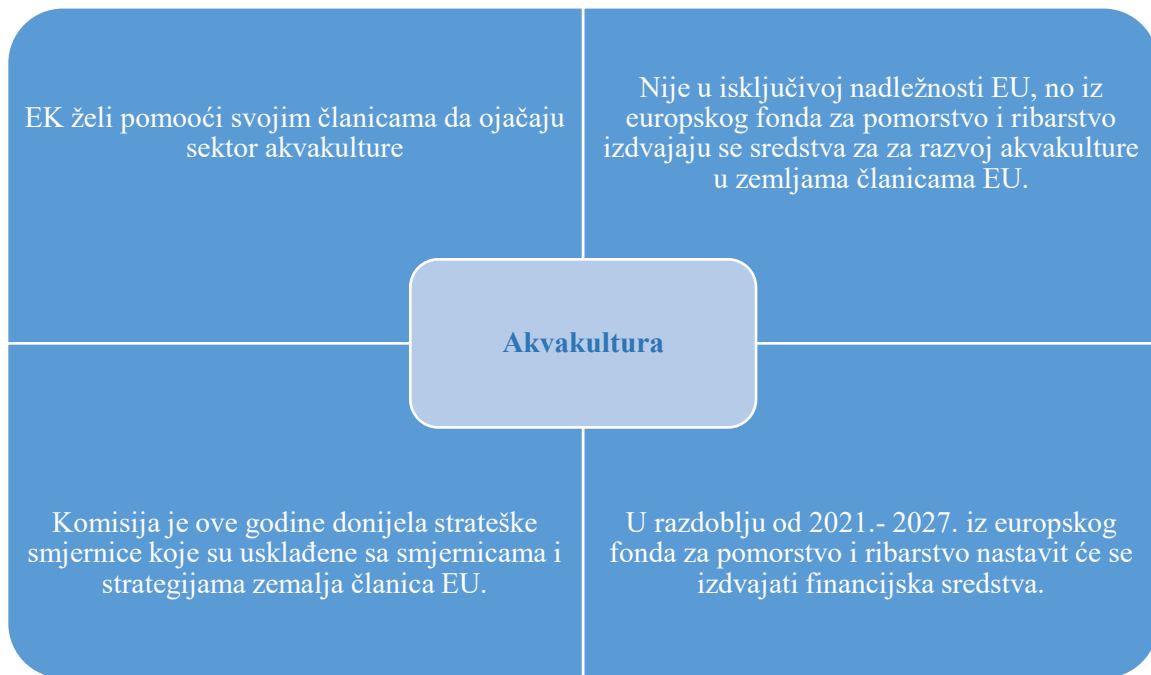 EK želi pomooći svojim članicama da ojačaju
sektor akvakulture
Nije u isključivoj nadležnosti EU, no iz
europskog fonda za pomorstvo i ribarstvo
izdvajaju se sredstva za za razvoj akvakulture
u zemljama članicama EU.
Akvakultura
Komisija je ove godine donijela strateške
smjernice koje su usklađene sa smjernicama i
strategijama zemalja članica EU.
U razdoblju od 2021.- 2027. iz europskog
fonda za pomorstvo i ribarstvo nastavit će se
izdvajati financijska sredstva.